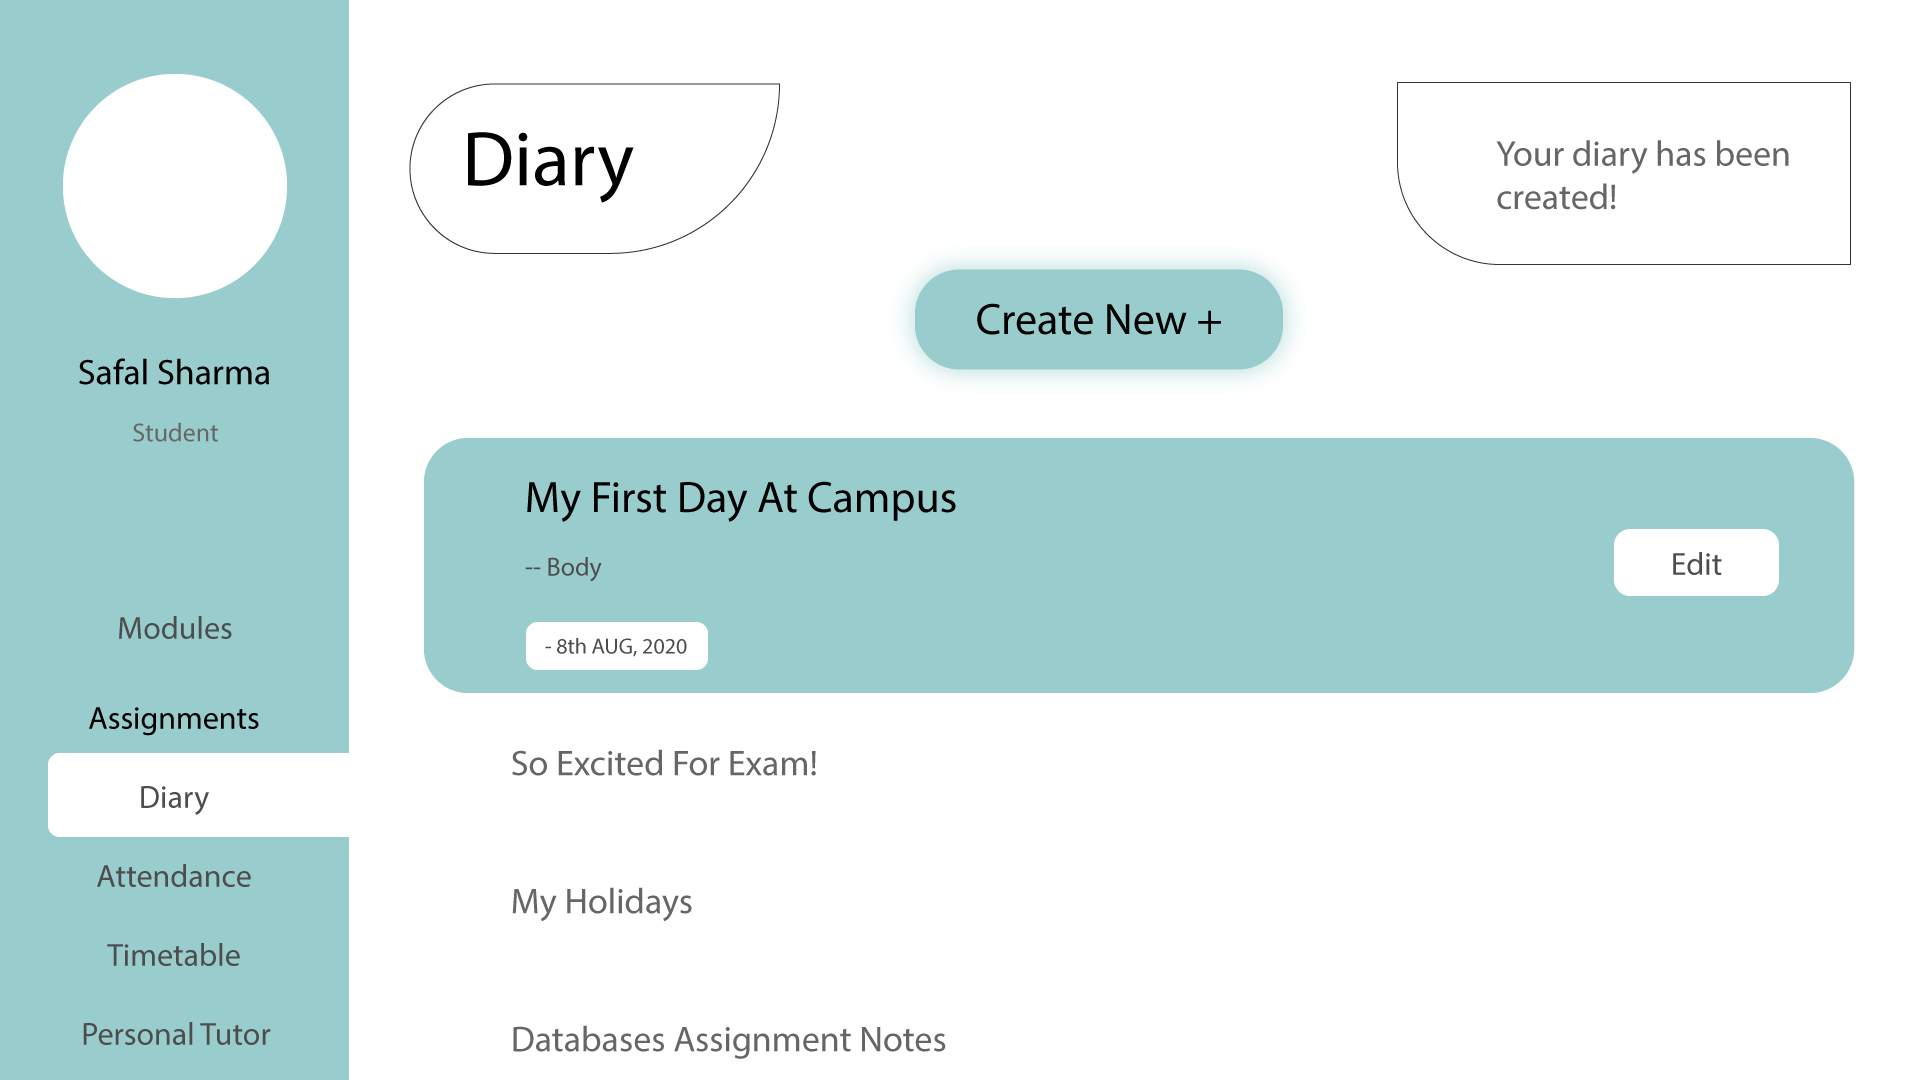 Safal Sharma
Student
Modules
Assignments
Diary
Attendance
Timetable
Personal Tutor
Diary
Your diary has been
created!
Create New +
My First Day At Campus
-- Body
- 8th AUG, 2020
Edit
So Excited For Exam!
My Holidays
Databases Assignment Notes